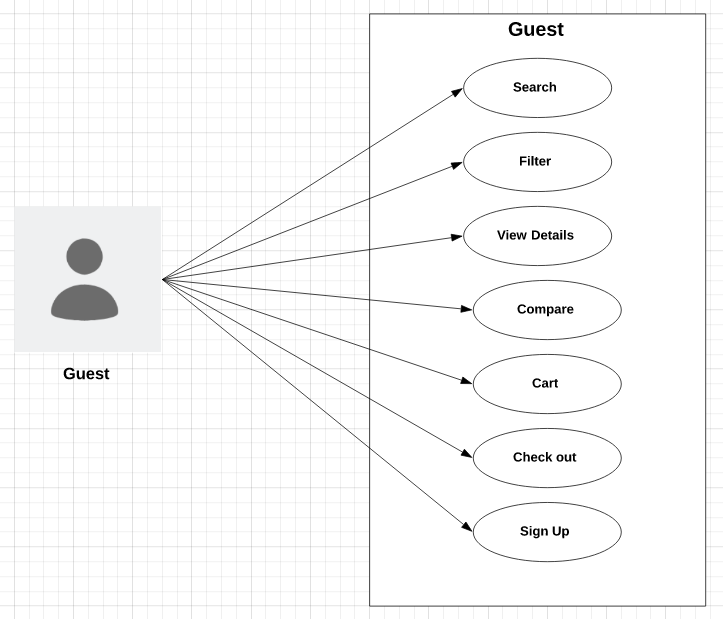 Guest
Search
Filter
View Details
Compare
Cart
Check out
Sign Up
Guest